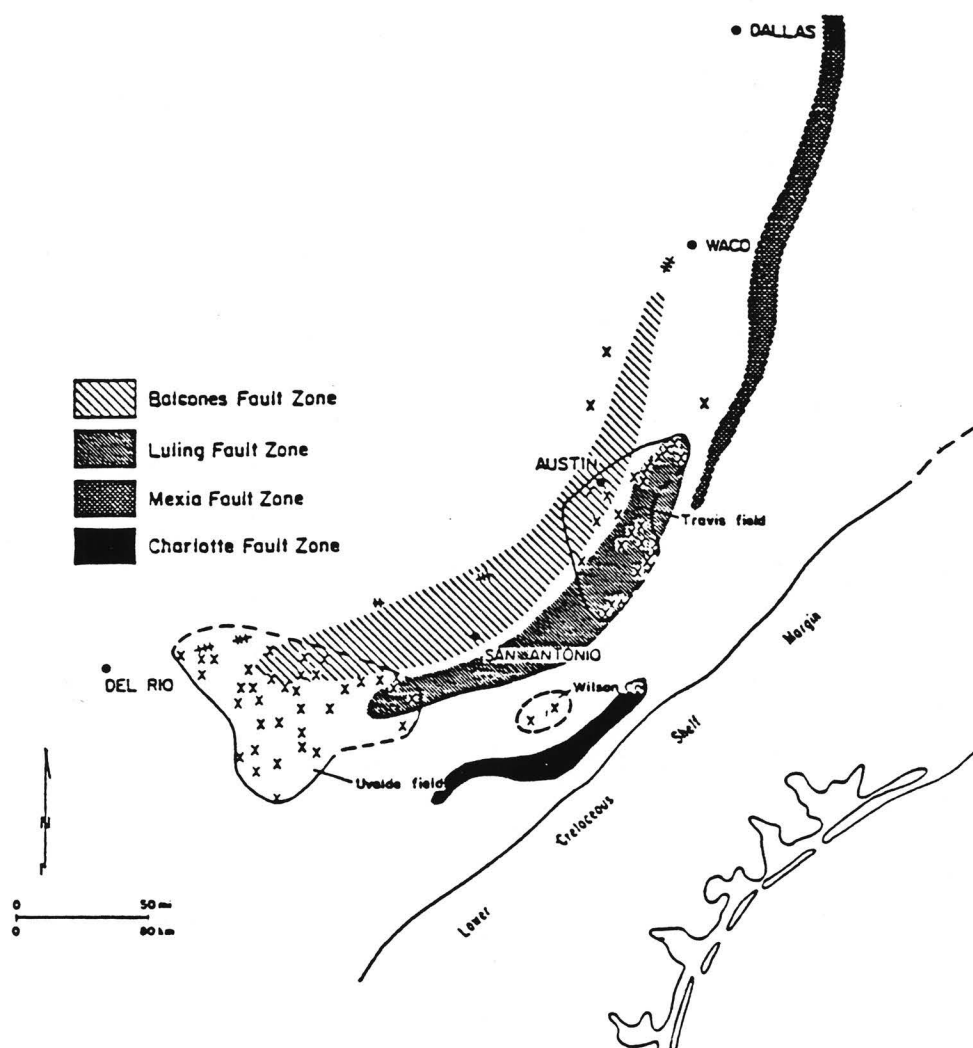 DALLAS
WACO
Balcones Fault Zone
Luling Fault Zone
Mexia Fault Zone
Charlotte Fault Zone
AUSTIN
Travis field
SAN ANTONIO
DEL RIO
Wilson
Uvalde field
Lower Cretaceous Shelf Margin
N
0 50 mi
0 80 km